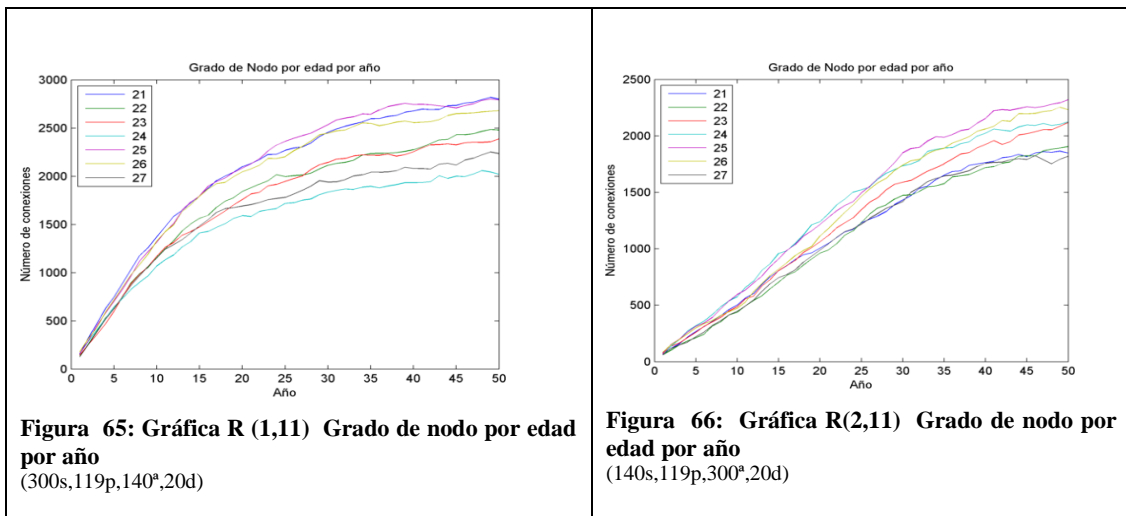 Grado de Nodo por edad por año
3000
2500
2000
1500
1000
500
0
21
22
23
24
25
26
27
Número de conexiones
0 5 10 15 20 25 30 35 40 45 50
Año
Figura 65: Gráfica R (1,11) Grado de nodo por edad
por año
(300s,119p,140ª,20d)
Grado de Nodo por edad por año
2500
2000
1500
1000
500
0
21
22
23
24
25
26
27
Número de conexiones
0 5 10 15 20 25 30 35 40 45 50
Año
Figura 66: Gráfica R(2,11) Grado de nodo por
edad por año
(140s,119p,300ª,20d)